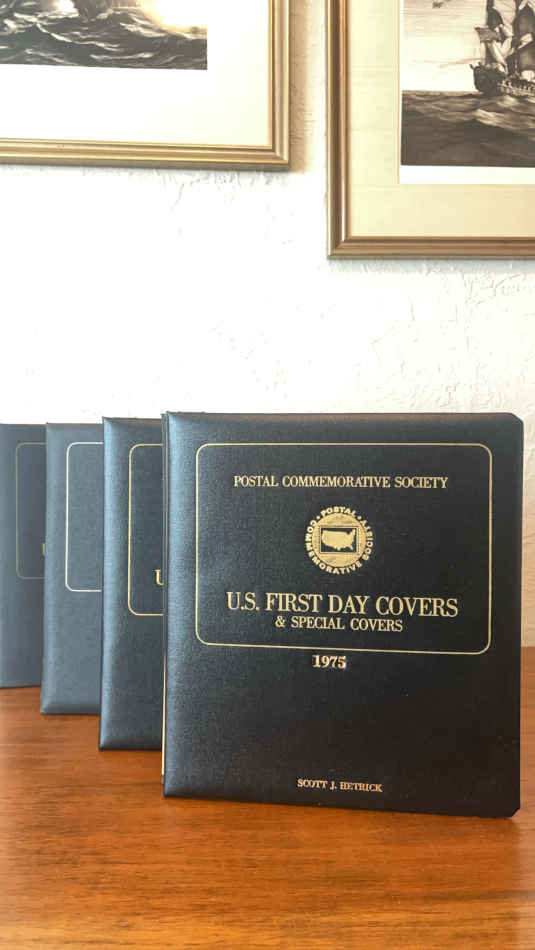 POSTAL COMMEMORATIVE SOCIETY
• POSTAL •
COMMEMORATIVE SOCIETY
U.S. FIRST DAY COVERS
& SPECIAL COVERS
1975
SCOTT J. HETRICK
U